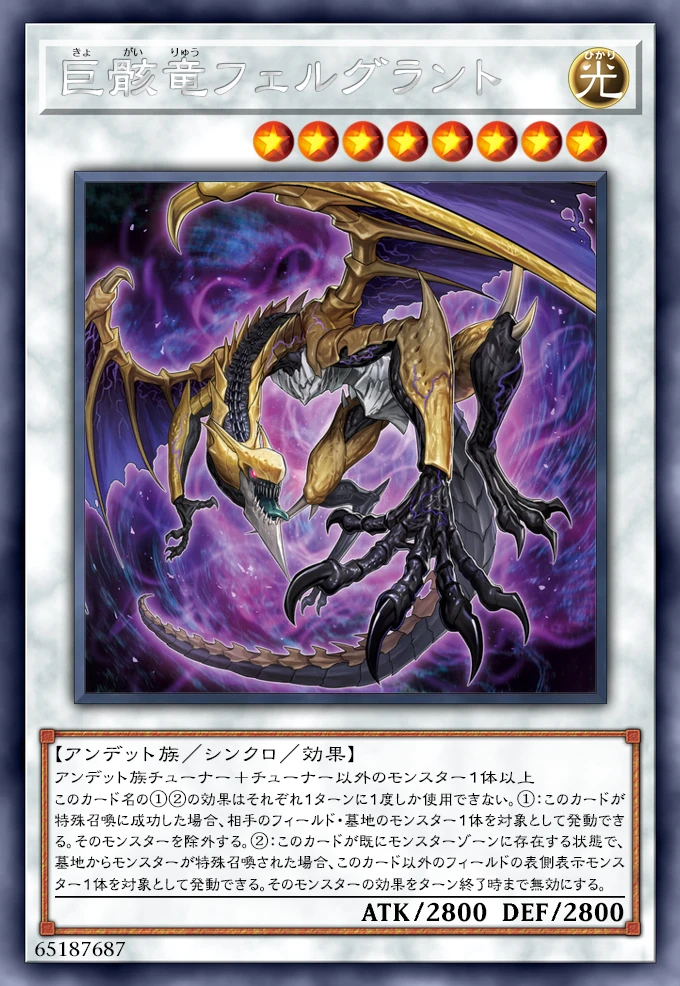 きょ がい りゅう
巨骸竜フェルグラント
ひかり
光
【アンデット族／シンクロ／効果】
アンデット族チューナー＋チューナー以外のモンスター１体以上
このカード名の①②の効果はそれぞれ１ターンに１度しか使用できない。①：このカードが
特殊召喚に成功した場合、相手のフィールド・墓地のモンスター１体を対象として発動でき
る。そのモンスターを除外する。②：このカードが既にモンスターゾーンに存在する状態で、
墓地からモンスターが特殊召喚された場合、このカード以外のフィールドの表側表示モンス
ター１体を対象として発動できる。そのモンスターの効果をターン終了時まで無効にする。
ATK/2800 DEF/2800
65187687